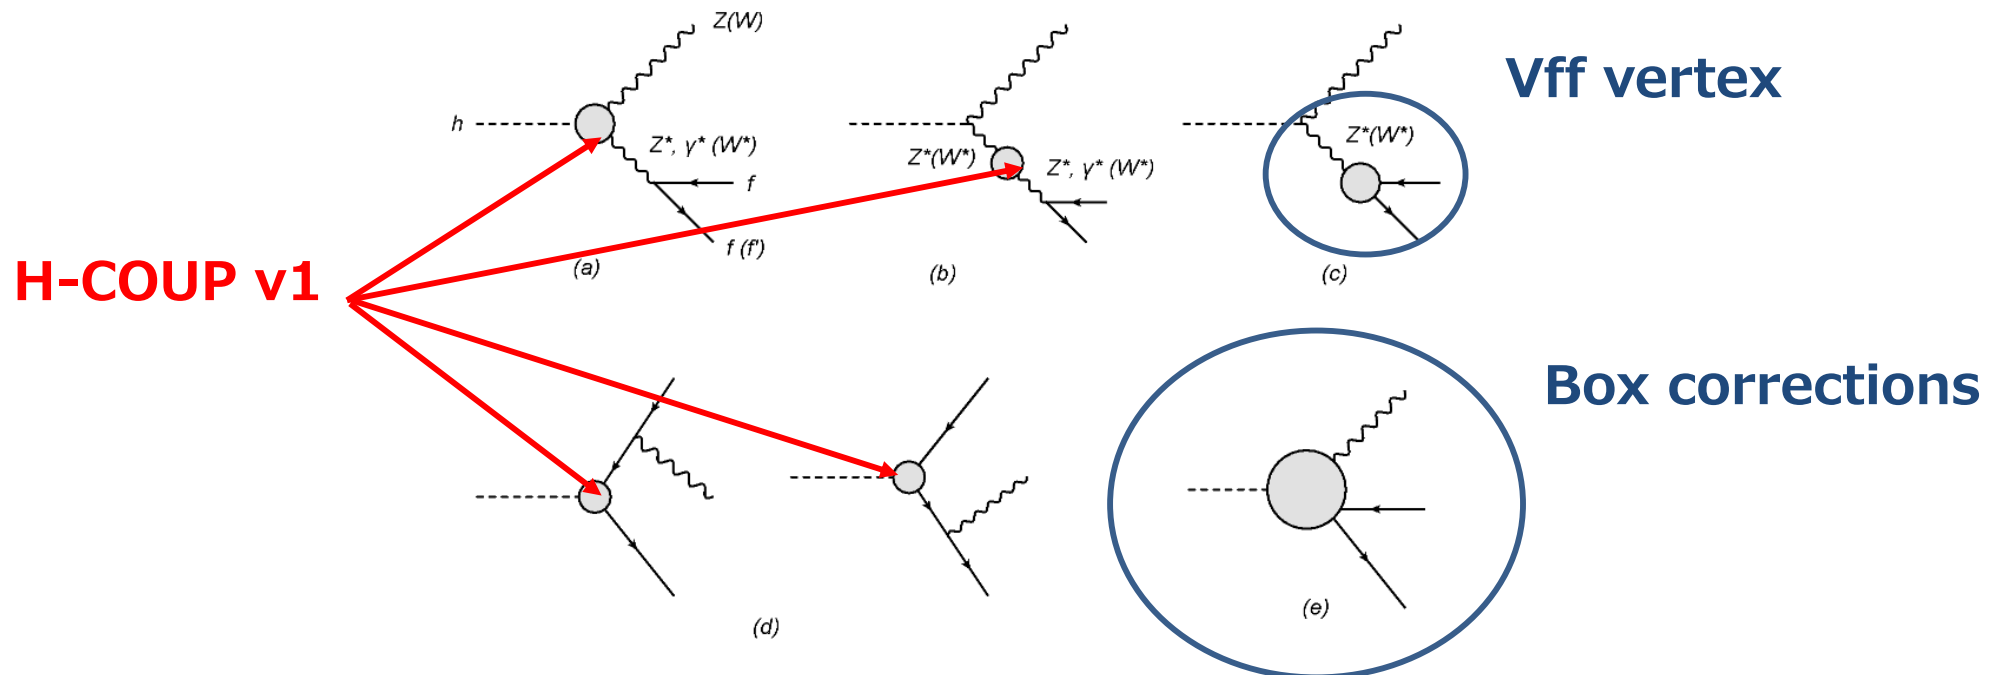 Z(W)
Vff vertex
h
Z*, γ* (W*)
f
f (f')
(a)
Z*(W*)
Z*, γ* (W*)
(b)
Z*(W*)
(c)
H-COUP v1
Box corrections
(d)
(e)